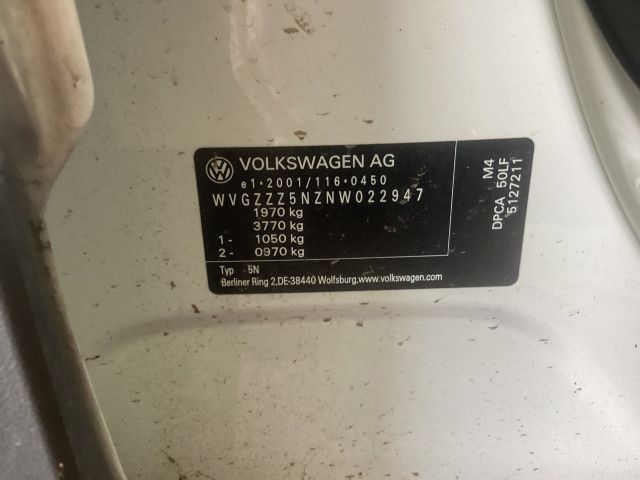 VOLKSWAGEN AG
e1*2001/116*0450
WVGZZZ5NZNW022947
1970 kg
3770 kg
1- 1050 kg
2- 0970 kg
Typ 5N
Berliner Ring 2,DE-38440 Wolfsburg,www.volkswagen.com
M4
DPCA 50LF
5127211